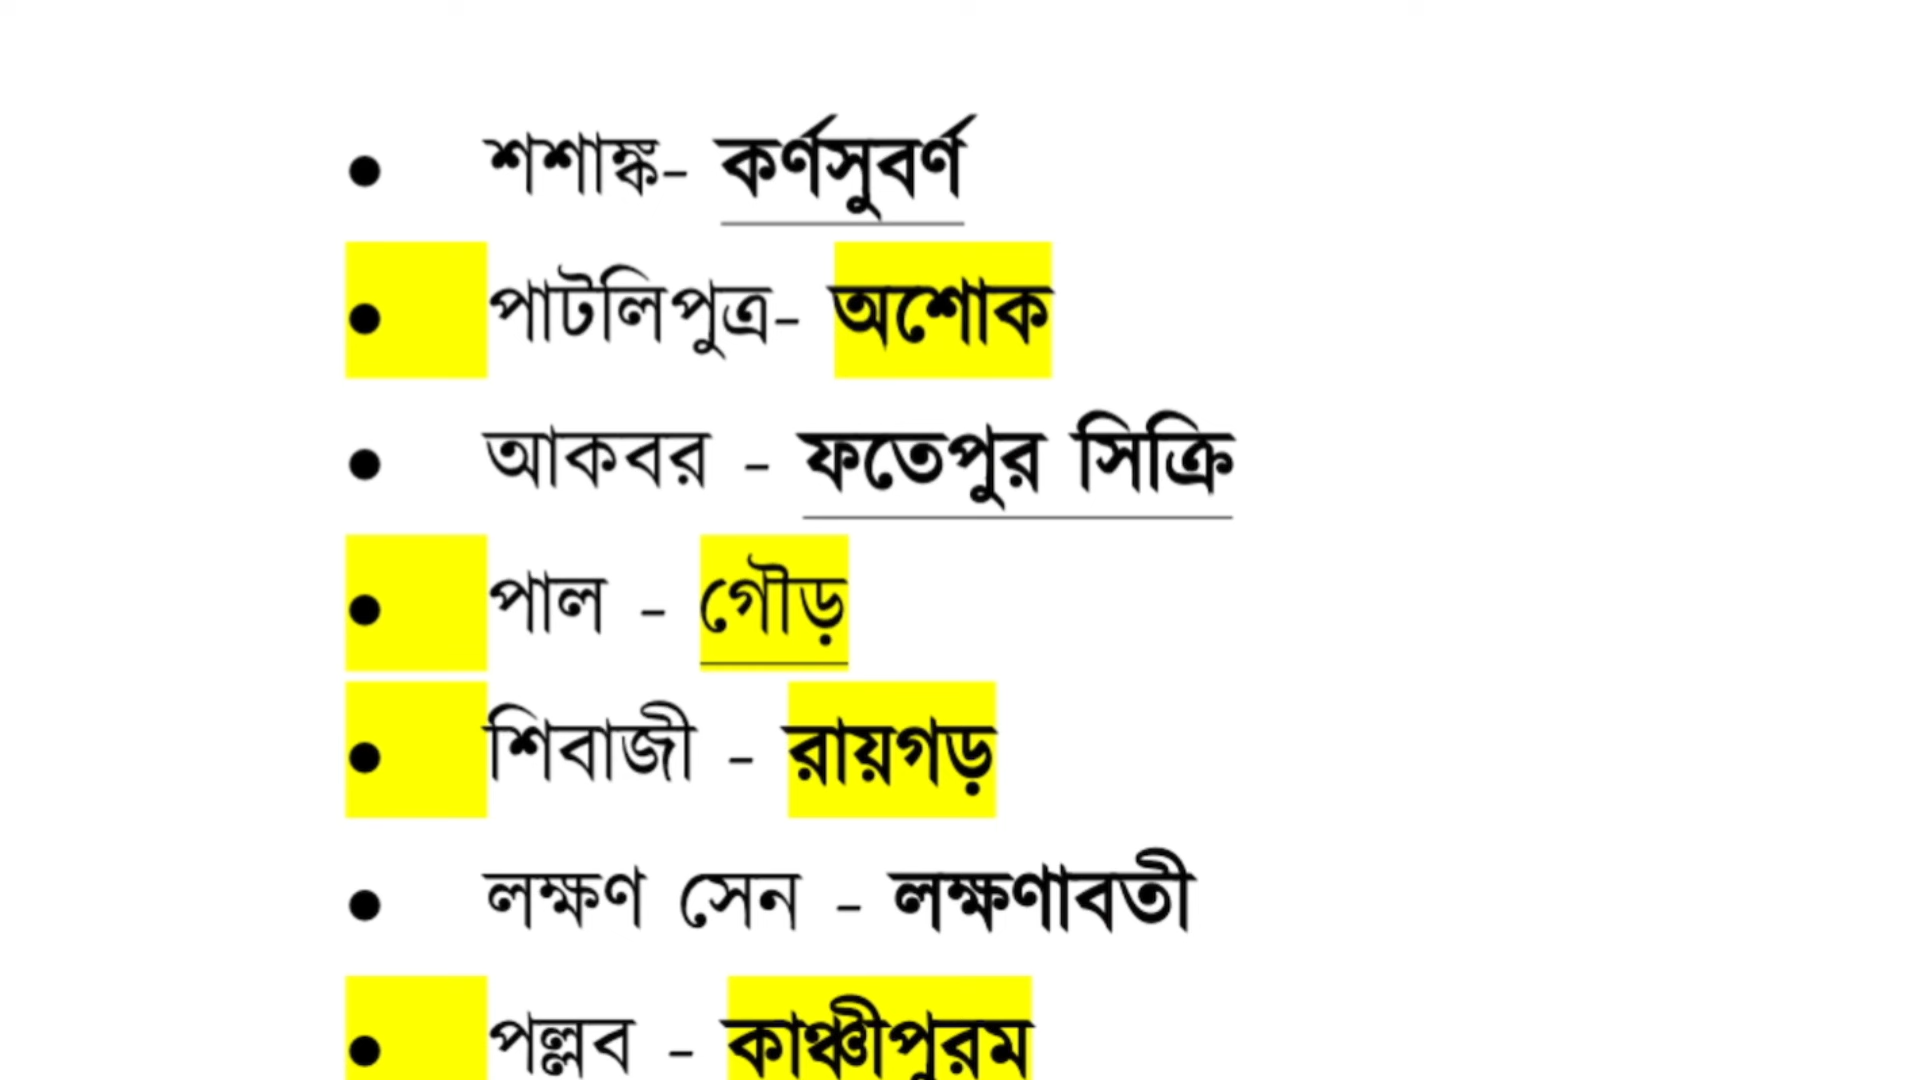 • শশাঙ্ক- কর্ণসুবর্ণ
• পাটলিপুত্র- অশোক
• আকবর - ফতেপুর সিক্রি
• পাল - গৌড়
• শিবাজী - রায়গড়
• লক্ষণ সেন - লক্ষণাবতী
• পল্লব - কাঞ্চীপুরম